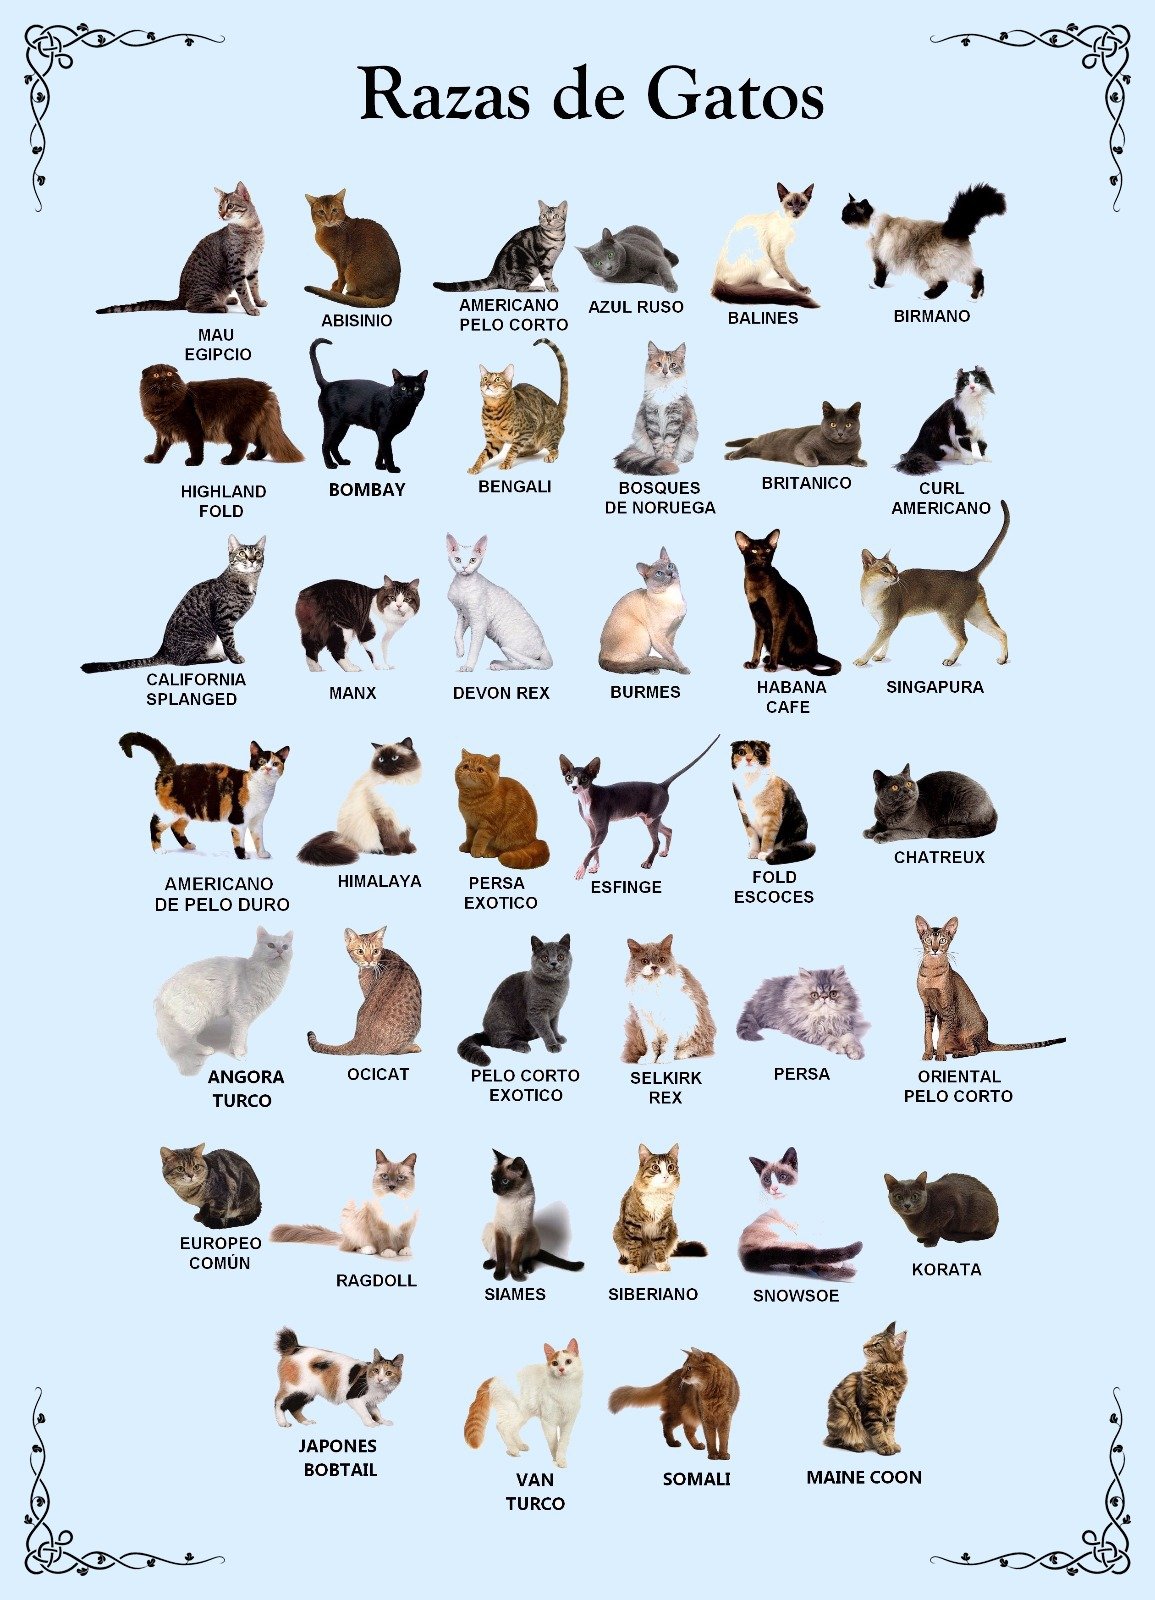 Razas de Gatos
MAU
EGIPCIO
ABISINIO
AMERICANO
PELO CORTO
AZUL RUSO
BALINES
BIRMANO
HIGHLAND
FOLD
BOMBAY
BENGALI
BOSQUES
DE NORUEGA
BRITANICO
CURL
AMERICANO
CALIFORNIA
SPLANGED
MANX
DEVON REX
BURMES
HABANA
CAFE
SINGAPURA
AMERICANO
DE PELO DURO
HIMALAYA
PERSA
EXOTICO
ESFINGE
FOLD
ESCOCES
CHATREUX
ANGORA
TURCO
OCICAT
PELO CORTO
EXOTICO
SELKIRK
REX
PERSA
ORIENTAL
PELO CORTO
EUROPEO
COMÚN
RAGDOLL
SIAMES
SIBERIANO
SNOWSOE
KORATA
JAPONES
BOBTAIL
VAN
TURCO
SOMALI
MAINE COON